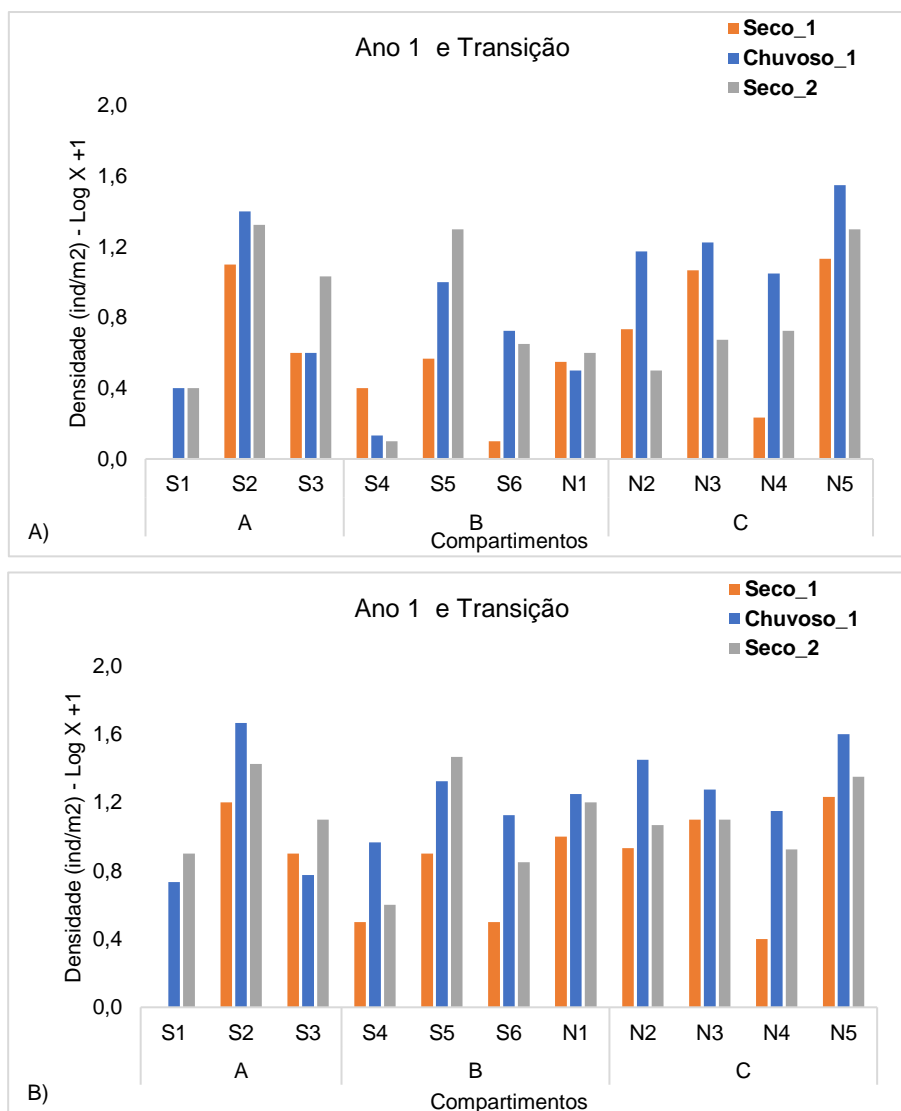 Ano 1 e Transição
Seco_1
Chuvoso_1
Seco_2
Densidade (ind/m2) - Log X +1
2,0
1,6
1,2
0,8
0,4
0,0
S1 S2 S3 S4 S5 S6 N1 N2 N3 N4 N5
A B C
Compartimentos
A)
Ano 1 e Transição
Seco_1
Chuvoso_1
Seco_2
Densidade (ind/m2) - Log X +1
2,0
1,6
1,2
0,8
0,4
0,0
S1 S2 S3 S4 S5 S6 N1 N2 N3 N4 N5
A B C
Compartimentos
B)